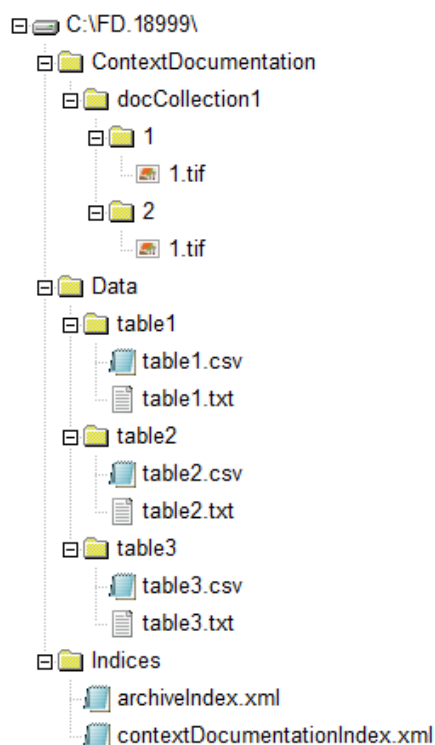 C:\FD.18999\
ContextDocumentation
docCollection1
1
1.tif
2
1.tif
Data
table1
table1.csv
table1.txt
table2
table2.csv
table2.txt
table3
table3.csv
table3.txt
Indices
archiveIndex.xml
contextDocumentationIndex.xml